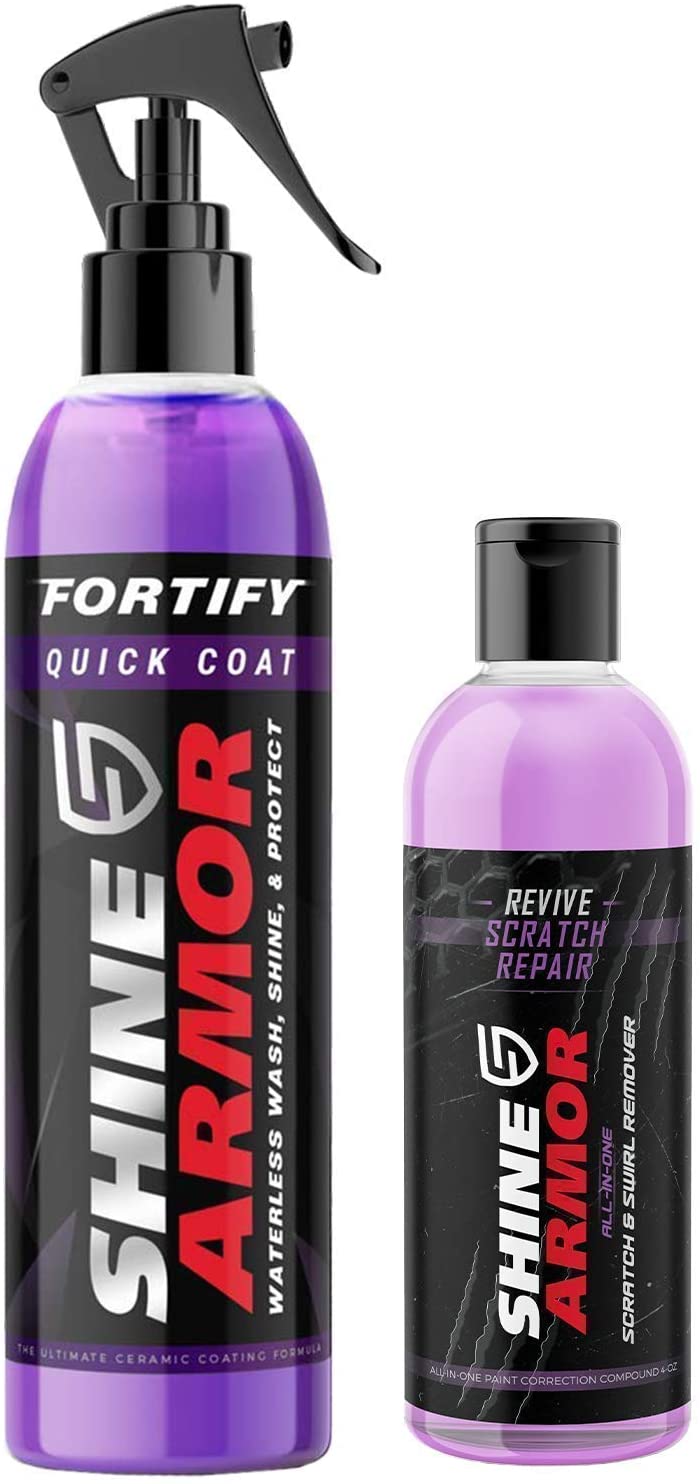 FORTIFY
QUICK COAT
SHINE
ARMOR
WATERLESS WASH, SHINE, & PROTECT
THE ULTIMATE CERAMIC COATING FORMULA
REVIVE
SCRATCH
REPAIR
SHINE
ARMOR
ALL-IN-ONE
SCRATCH & SWIRL REMOVER
ALL-IN-ONE PAINT CORRECTION COMPOUND 4-OZ